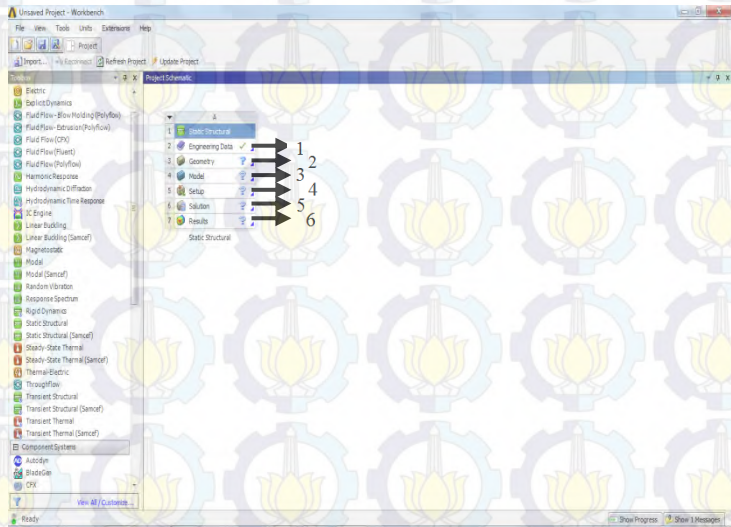 Unsaved Project - Workbench
File View Tools Units Extensions Help
Project
Import... Reconnect Refresh Project Update Project
Toolbox
Project Schematic
Electric
Explicit Dynamics
Fluid Flow - Blow Molding (Polyflow)
Fluid Flow - Extrusion (Polyflow)
Fluid Flow (CFX)
Fluid Flow (Fluent)
Fluid Flow (Polyflow)
Harmonic Response
Hydrodynamic Diffraction
Hydrodynamic Time Response
IC Engine
Linear Buckling
Linear Buckling (Samcef)
Magnetostatic
Modal
Modal (Samcef)
Random Vibration
Response Spectrum
Rigid Dynamics
Static Structural
Static Structural (Samcef)
Steady-State Thermal
Steady-State Thermal (Samcef)
Thermal-Electric
Throughflow
Transient Structural
Transient Structural (Samcef)
Transient Thermal
Transient Thermal (Samcef)
Component Systems
Autodyn
BladeGen
CFX
View All / Customize...
A
1 Static Structural
2 Engineering Data 1
3 Geometry ? 2
4 Model 3
5 Setup 4
6 Solution 5
7 Results 6
Static Structural
Ready
Show Progress Show 1 Messages